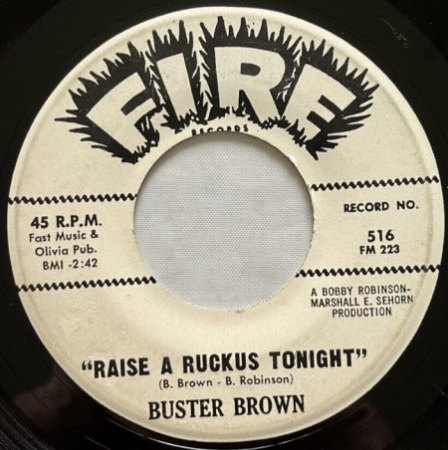 FIRE
RECORDS
45 R.P.M.
Fast Music &
Olivia Pub.
BMI -2:42
RECORD NO.
516
FM 223
A BOBBY ROBINSON-
MARSHALL E. SEHORN
PRODUCTION
"RAISE A RUCKUS TONIGHT"
(B. Brown - B. Robinson)
BUSTER BROWN